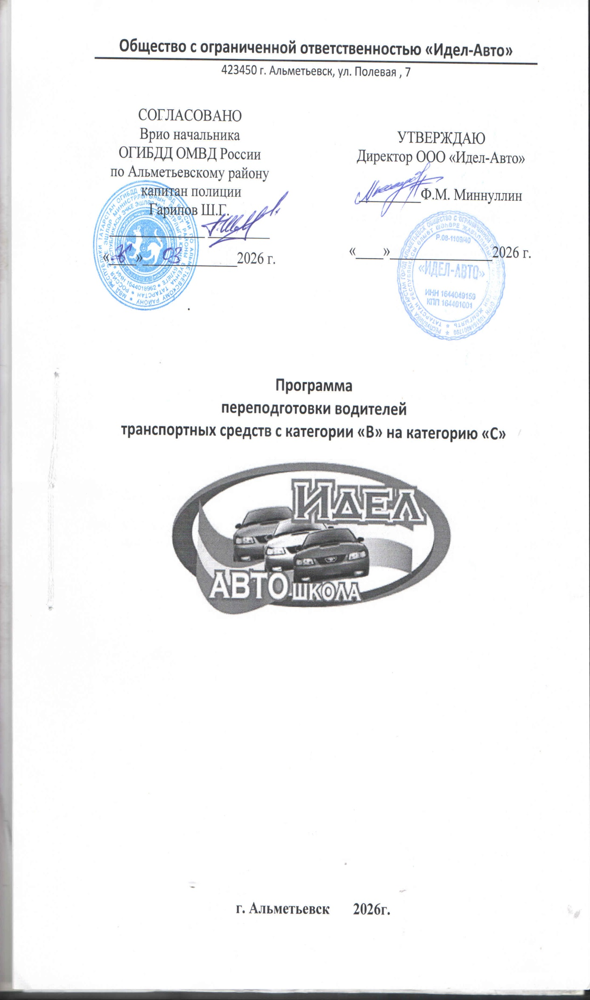 Общество с ограниченной ответственностью «Идел-Авто»
423450 г. Альметьевск, ул. Полевая , 7
СОГЛАСОВАНО
Врио начальника
ОГИБДД ОМВД России
по Альметьевскому району
капитан полиции
Гарипов Ш.Г.
« » 03 2026 г.
УТВЕРЖДАЮ
Директор ООО «Идел-Авто»
Ф.М. Миннуллин
«____»_______________2026 г.
Р.08-1109/40
«ИДЕЛ-АВТО»
ИНН 1644049159
КПП 164401001
ИНН 1644018962
Программа
переподготовки водителей
транспортных средств с категории «В» на категорию «С»
ИДЕЛ
АВТО-ШКОЛА
г. Альметьевск 2026г.